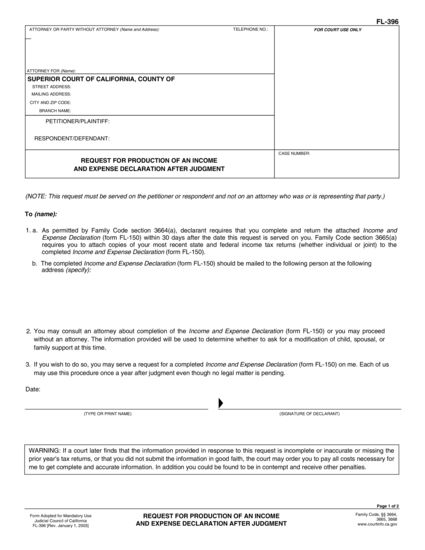 FL-396
ATTORNEY OR PARTY WITHOUT ATTORNEY (Name and Address): TELEPHONE NO.: FOR COURT USE ONLY
ATTORNEY FOR (Name):
SUPERIOR COURT OF CALIFORNIA, COUNTY OF
STREET ADDRESS:
MAILING ADDRESS:
CITY AND ZIP CODE:
BRANCH NAME:
PETITIONER/PLAINTIFF:
RESPONDENT/DEFENDANT:
CASE NUMBER:
REQUEST FOR PRODUCTION OF AN INCOME
AND EXPENSE DECLARATION AFTER JUDGMENT
(NOTE: This request must be served on the petitioner or respondent and not on an attorney who was or is representing that party.)
To (name):
1. a. As permitted by Family Code section 3664(a), declarant requires that you complete and return the attached Income and
Expense Declaration (form FL-150) within 30 days after the date this request is served on you. Family Code section 3665(a)
requires you to attach copies of your most recent state and federal income tax returns (whether individual or joint) to the
completed Income and Expense Declaration (form FL-150).
b. The completed Income and Expense Declaration (form FL-150) should be mailed to the following person at the following
address (specify):
2. You may consult an attorney about completion of the Income and Expense Declaration (form FL-150) or you may proceed
without an attorney. The information provided will be used to determine whether to ask for a modification of child, spousal, or
family support at this time.
3. If you wish to do so, you may serve a request for a completed Income and Expense Declaration (form FL-150) on me. Each of us
may use this procedure once a year after judgment even though no legal matter is pending.
Date:
(TYPE OR PRINT NAME) (SIGNATURE OF DECLARANT)
WARNING: If a court later finds that the information provided in response to this request is incomplete or inaccurate or missing the
prior year's tax returns, or that you did not submit the information in good faith, the court may order you to pay all costs necessary for
me to get complete and accurate information. In addition you could be found to be in contempt and receive other penalties.
Page 1 of 2
Form Adopted for Mandatory Use
Judicial Council of California
FL-396 [Rev. January 1, 2003]
REQUEST FOR PRODUCTION OF AN INCOME
AND EXPENSE DECLARATION AFTER JUDGMENT
Family Code, §§ 3664,
3665, 3668
www.courtinfo.ca.gov